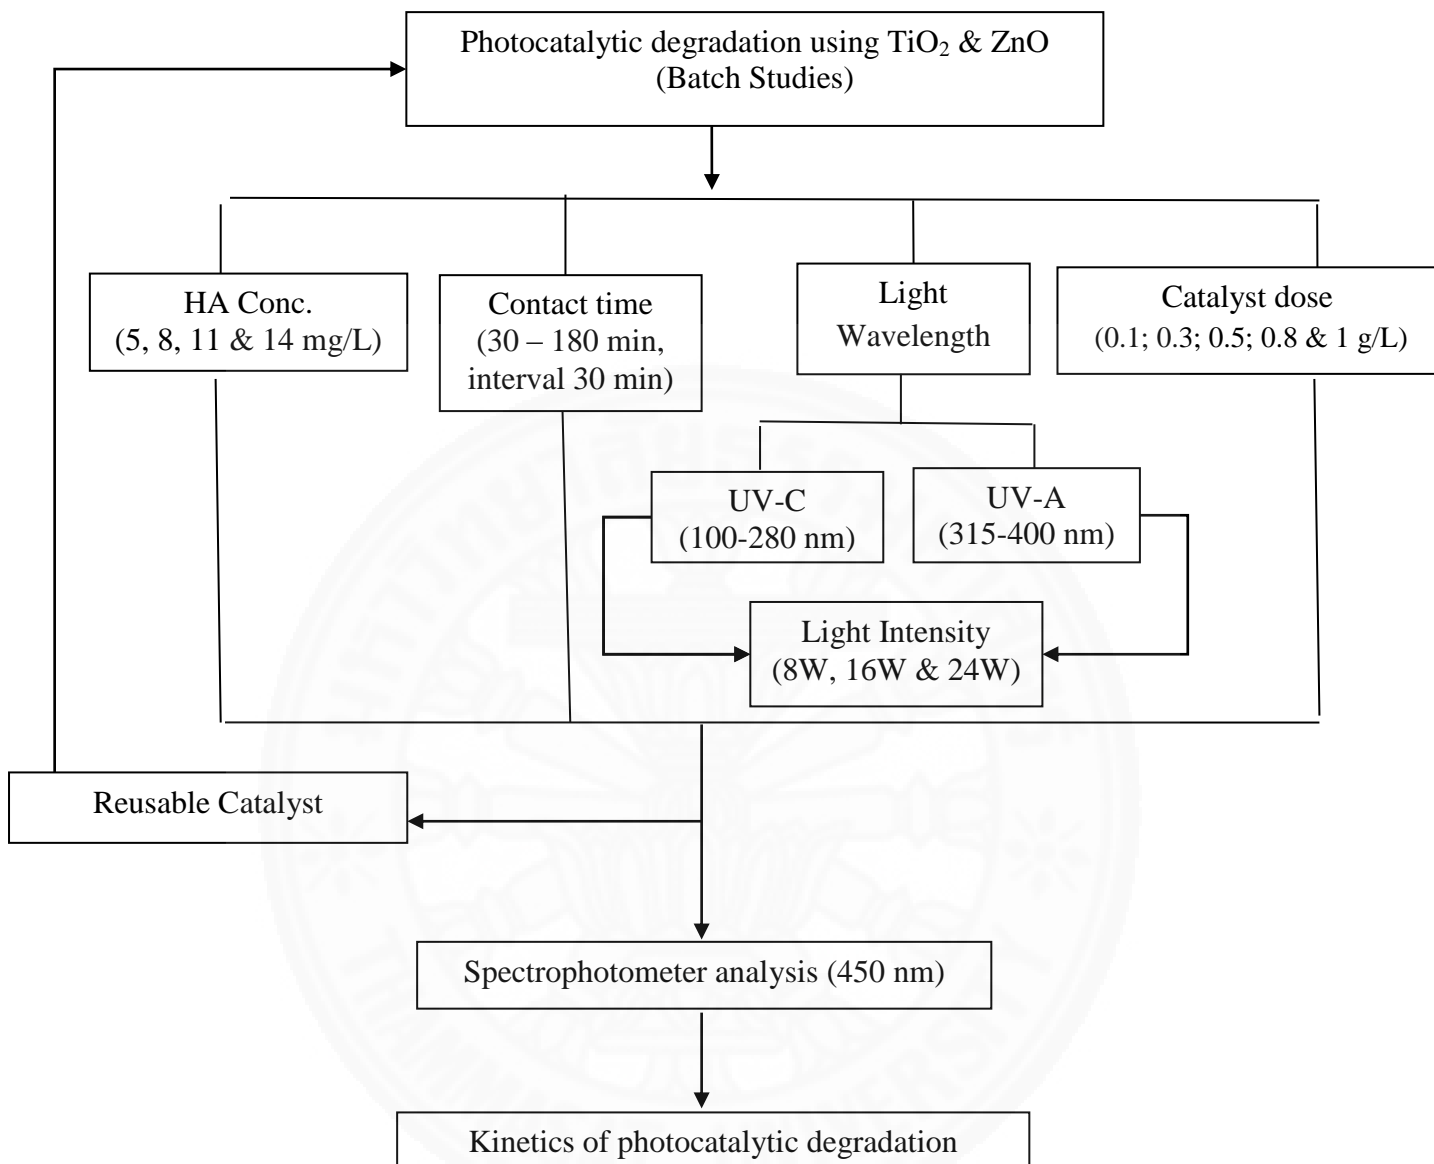 Photocatalytic degradation using TiO₂ & ZnO
(Batch Studies)
HA Conc.
(5, 8, 11 & 14 mg/L)
Contact time
(30 – 180 min,
interval 30 min)
Light
Wavelength
Catalyst dose
(0.1; 0.3; 0.5; 0.8 & 1 g/L)
UV-C
(100-280 nm)
UV-A
(315-400 nm)
Light Intensity
(8W, 16W & 24W)
Reusable Catalyst
Spectrophotometer analysis (450 nm)
Kinetics of photocatalytic degradation